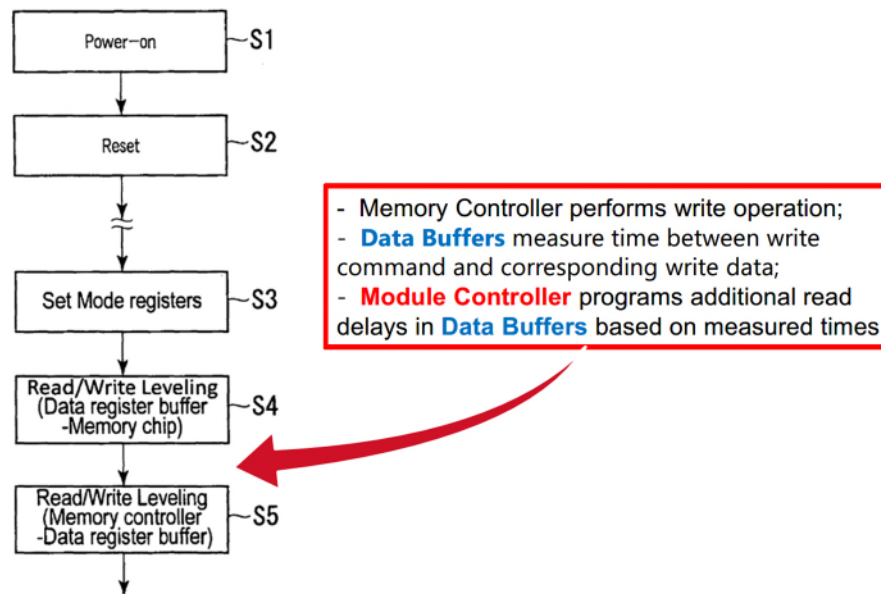 Power-on
S1
Reset
S2
Set Mode registers
S3
- Memory Controller performs write operation;
- Data Buffers measure time between write
command and corresponding write data;
- Module Controller programs additional read
delays in Data Buffers based on measured times
Read/Write Leveling
(Data register buffer
-Memory chip)
S4
Read/Write Leveling
(Memory controller
-Data register buffer)
S5